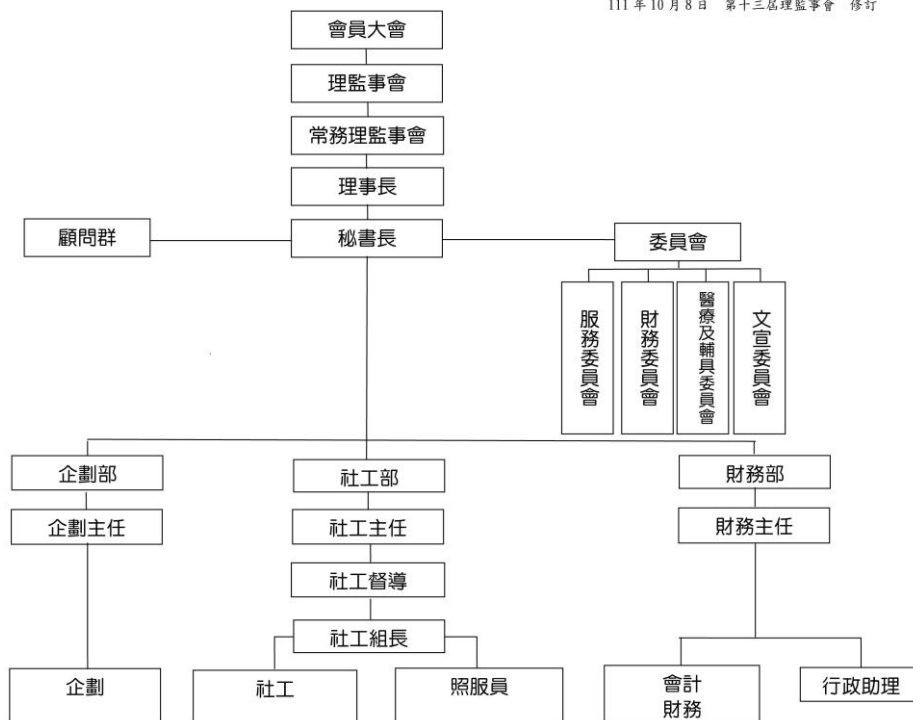 111 年 10 月 8 日 第十三屆理監事會 修訂
會員大會
理監事會
常務理監事會
理事長
顧問群
秘書長
委員會
服務委員會
財務委員會
醫療及輔具委員會
文宣委員會
企劃部
社工部
財務部
企劃主任
社工主任
財務主任
社工督導
社工組長
企劃
社工
照服員
會計
財務
行政助理